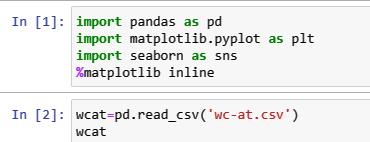 In [1]: import pandas as pd
import matplotlib.pyplot as plt
import seaborn as sns
%matplotlib inline
In [2]: wcat=pd.read_csv('wc-at.csv')
wcat